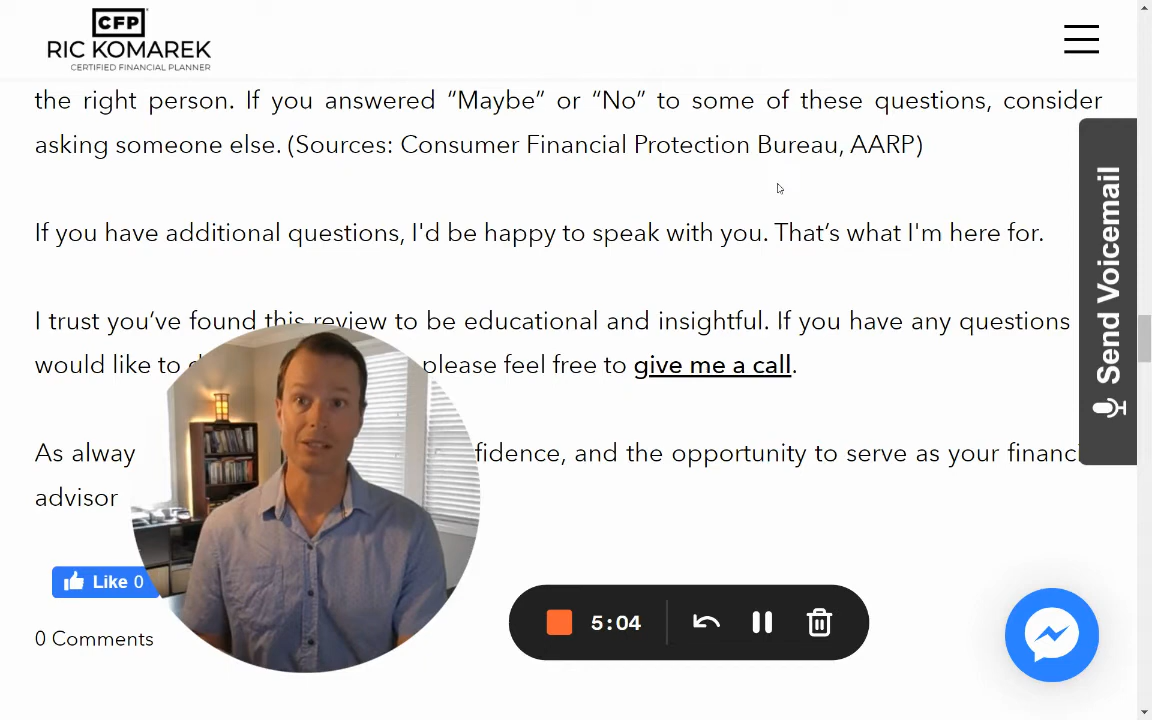 CFP
RIC KOMAREK
CERTIFIED FINANCIAL PLANNER
the right person. If you answered “Maybe” or “No” to some of these questions, consider
asking someone else. (Sources: Consumer Financial Protection Bureau, AARP)
If you have additional questions, I'd be happy to speak with you. That’s what I'm here for.
I trust you’ve found this review to be educational and insightful. If you have any questions
would like to please feel free to give me a call.
As alway and the opportunity to serve as your
advisor
Like 0
0 Comments
5:04
Send Voicemail